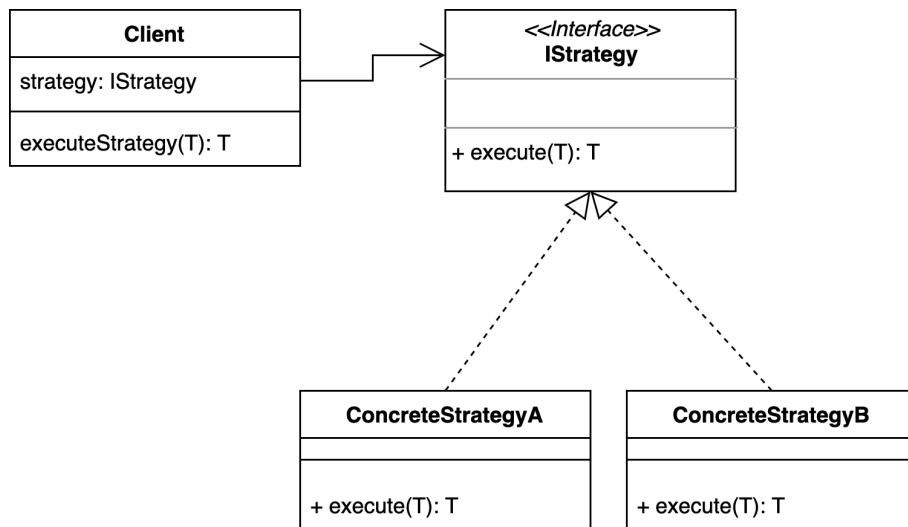 Client
strategy: IStrategy
executeStrategy(T): T
<<Interface>>
IStrategy
+ execute(T): T
ConcreteStrategyA
+ execute(T): T
ConcreteStrategyB
+ execute(T): T